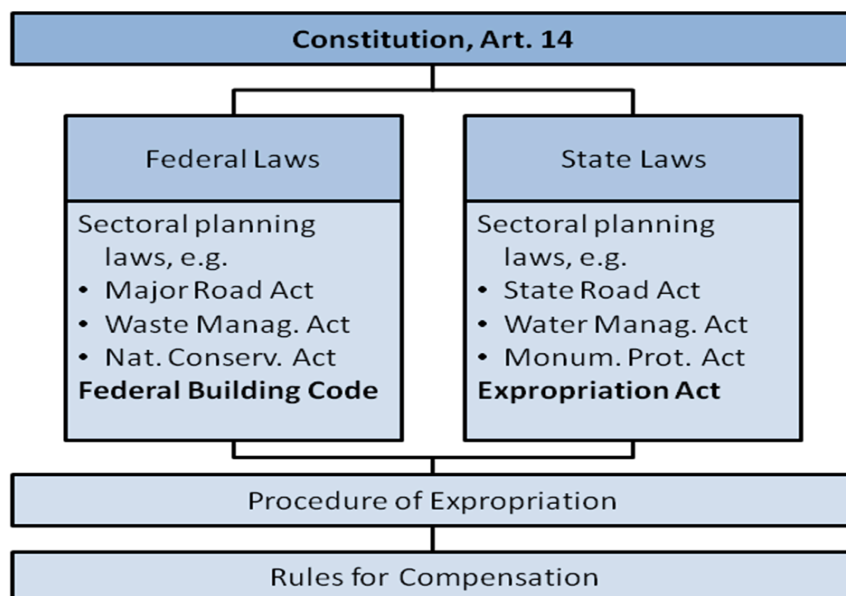 Constitution, Art. 14
Federal Laws
Sectoral planning
laws, e.g.
• Major Road Act
• Waste Manag. Act
• Nat. Conserv. Act
Federal Building Code
State Laws
Sectoral planning
laws, e.g.
• State Road Act
• Water Manag. Act
• Monum. Prot. Act
Expropriation Act
Procedure of Expropriation
Rules for Compensation